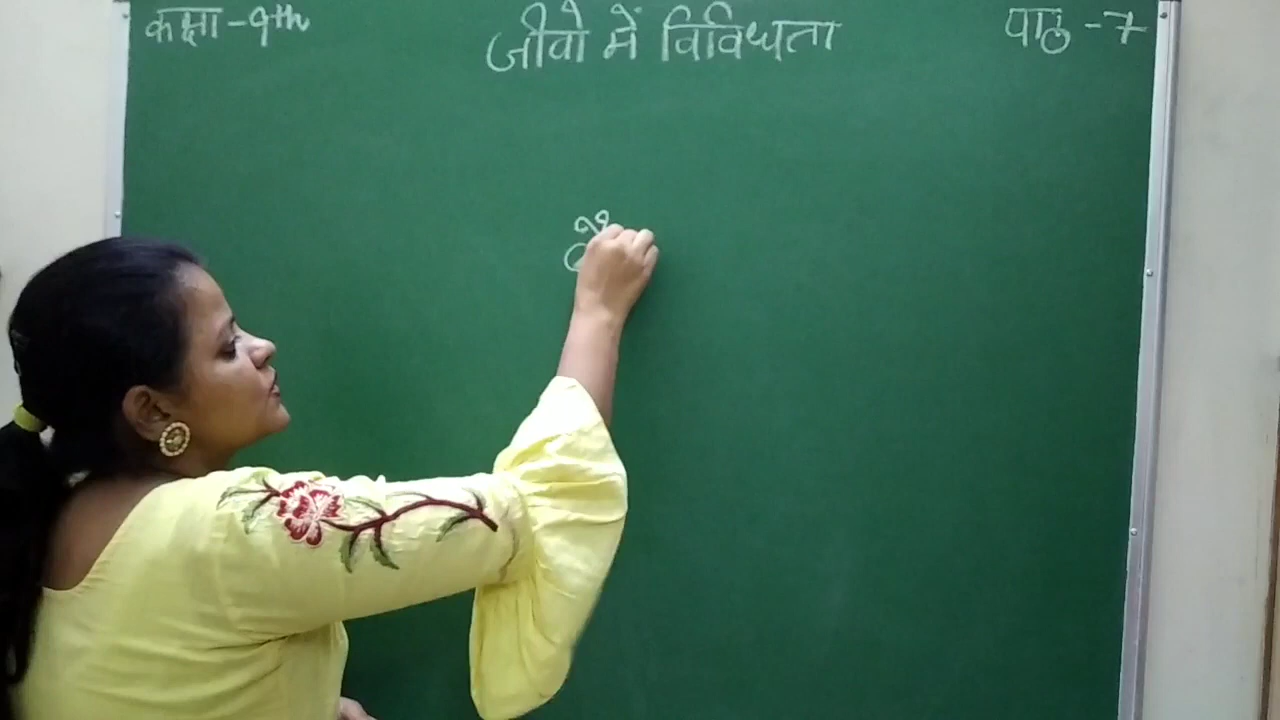 कक्षा - 9th जीवो में विविधता पाठ - 7